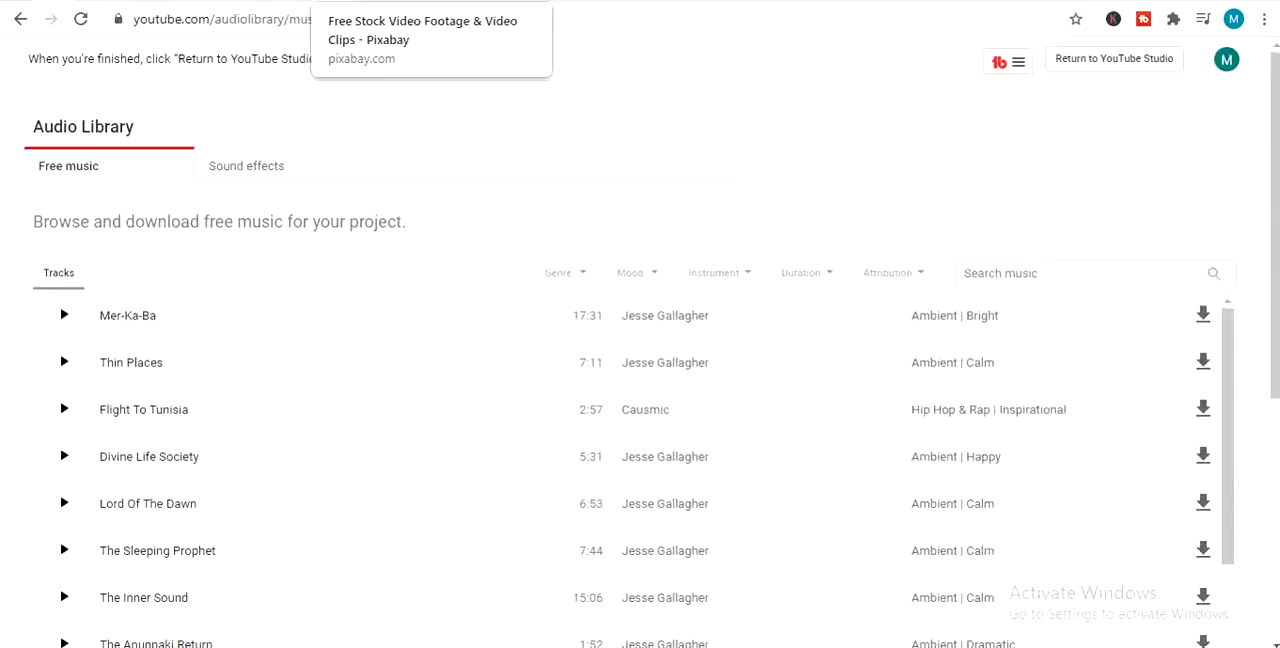 youtube.com/audiolibrary/mus
Free Stock Video Footage & Video
Clips - Pixabay
pixabay.com
K
tb
M
When you're finished, click "Return to YouTube Studi
tb
Return to YouTube Studio
M
Audio Library
Free music
Sound effects
Browse and download free music for your project.
Tracks
Genre
Mood
Instrument
Duration
Attribution
Search music
Mer-Ka-Ba 17:31 Jesse Gallagher Ambient | Bright
Thin Places 7:11 Jesse Gallagher Ambient | Calm
Flight To Tunisia 2:57 Causmic Hip Hop & Rap | Inspirational
Divine Life Society 5:31 Jesse Gallagher Ambient | Happy
Lord Of The Dawn 6:53 Jesse Gallagher Ambient | Calm
The Sleeping Prophet 7:44 Jesse Gallagher Ambient | Calm
The Inner Sound 15:06 Jesse Gallagher Ambient | Calm
The Anunnaki Return 1:52 Jesse Gallagher Ambient | Dramatic
Activate Windows
Go to Settings to activate Windows.